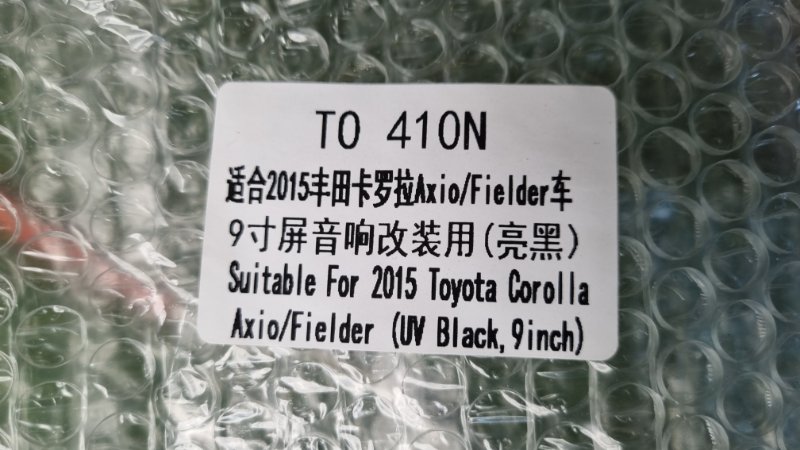 TO 410N
适合2015丰田卡罗拉Axio/Fielder车
9寸屏音响改装用(亮黑)
Suitable For 2015 Toyota Corolla
Axio/Fielder (UV Black,9inch)